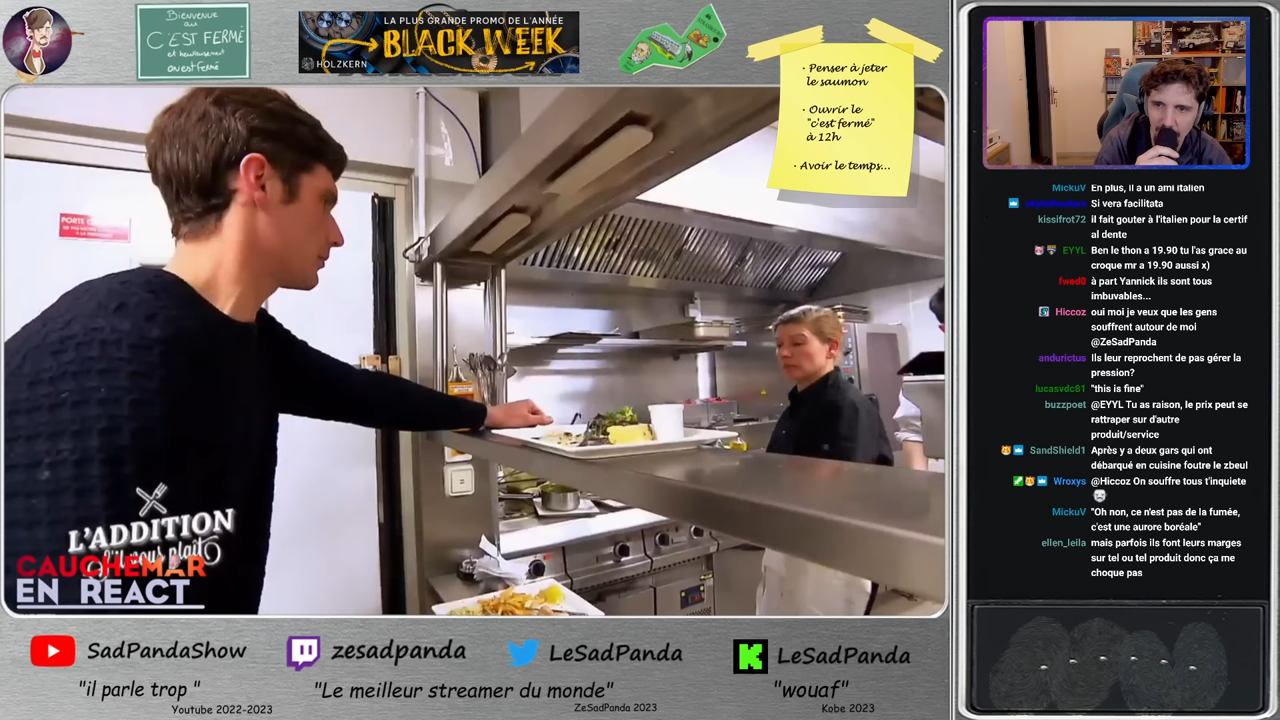 Bienvenue
au
C'EST FERMÉ
et heureusement
on est fermé
LA PLUS GRANDE PROMO DE L'ANNÉE
BLACK WEEK
HOLZKERN
• Penser à jeter
le saumon
• Ouvrir le
"c'est fermé"
à 12h
• Avoir le temps...
PORTE
L'ADDITION
s'il vous plaît
CAUCHEMAR
EN REACT
MickuV En plus, il a un ami italien
Si vera facilitata
kissifrot72 il fait gouter à l'italien pour la certif
al dente
EYYL Ben le thon a 19.90 tu l'as grace au
croque mr a 19.90 aussi x)
fwed0 à part Yannick ils sont tous
imbuvables...
Hiccoz oui moi je veux que les gens
souffrent autour de moi
@ZeSadPanda
andurictus Ils leur reprochent de pas gérer la
pression?
lucasvdc81 "this is fine"
buzzpoet @EYYL Tu as raison, le prix peut se
rattraper sur d'autre
produit/service
SandShield1 Après y a deux gars qui ont
débarqué en cuisine foutre le zbeul
Wroxys @Hiccoz On souffre tous t'inquiete
MickuV "Oh non, ce n'est pas de la fumée,
c'est une aurore boréale"
ellen_leila mais parfois ils font leurs marges
sur tel ou tel produit donc ça me
choque pas
SadPandaShow
"il parle trop "
Youtube 2022-2023
zesadpanda
"Le meilleur streamer du monde"
ZeSadPanda 2023
LeSadPanda
LeSadPanda
"wouaf"
Kobe 2023